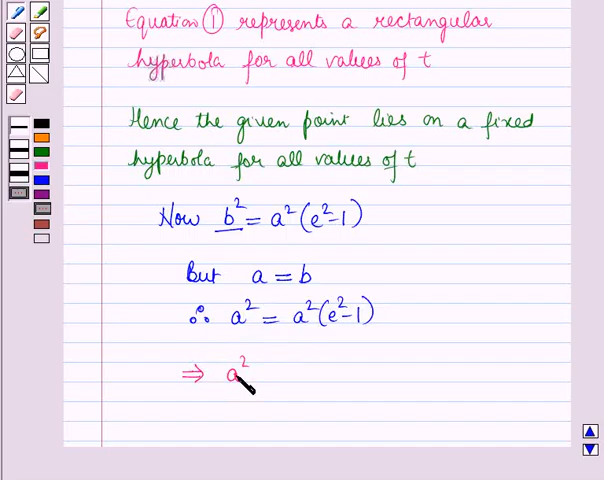 Equation ① represents a rectangular
hyperbola for all values of t
Hence the given point lies on a fixed
hyperbola for all values of t
Now b² = a²(e²-1)
But a = b
∴ a² = a²(e²-1)
⇒ a²